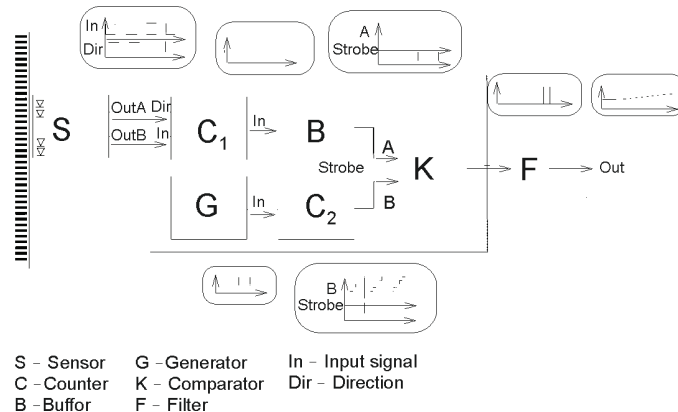 In
Dir
A
Strobe
OutA Dir
OutB In
S
C1
In
B
A
Strobe
K
F
Out
G
In
C2
B
B
Strobe
S – Sensor
G – Generator
In – Input signal
C – Counter
K – Comparator
Dir – Direction
B – Buffor
F – Filter